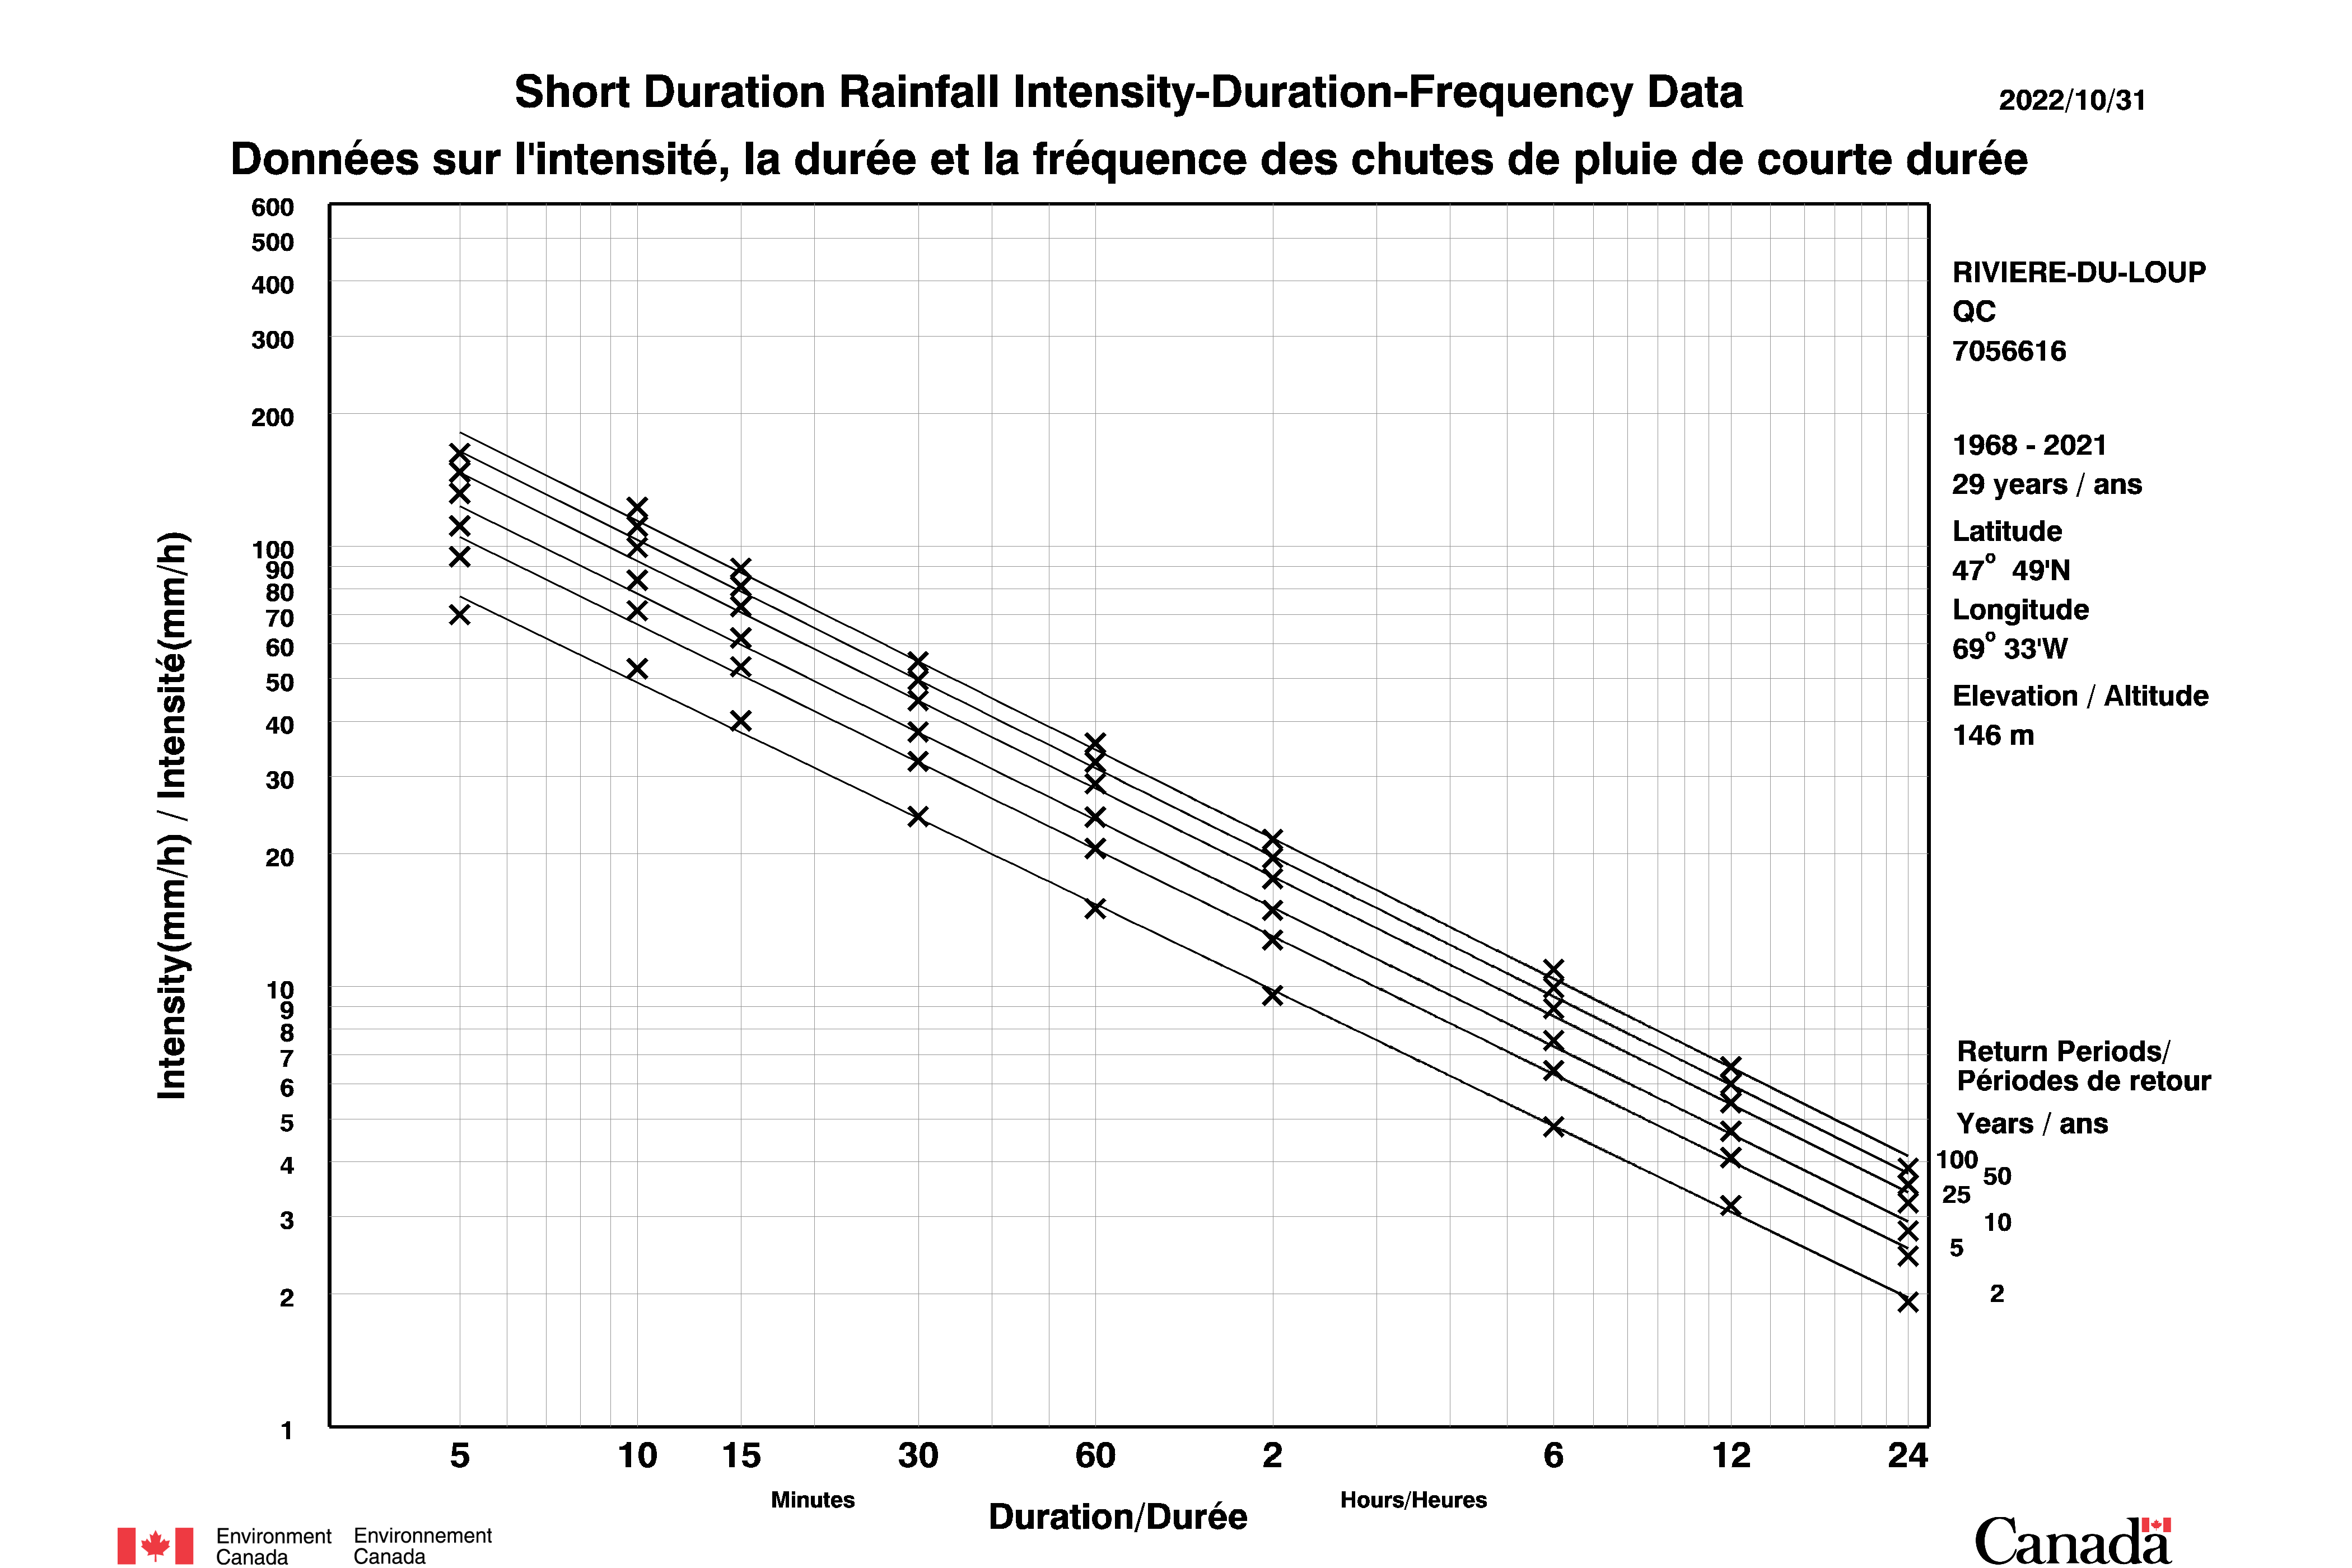 Short Duration Rainfall Intensity-Duration-Frequency Data
2022/10/31
Données sur l'intensité, la durée et la fréquence des chutes de pluie de courte durée
600
500
400
300
200
100
90
80
70
60
50
40
30
20
10
9
8
7
6
5
4
3
2
1
Intensity(mm/h) / Intensité(mm/h)
RIVIERE-DU-LOUP
QC
7056616
1968 - 2021
29 years / ans
Latitude
47° 49'N
Longitude
69° 33'W
Elevation / Altitude
146 m
Return Periods/
Périodes de retour
Years / ans
100
50
25
10
5
2
5 10 15 30 60 2 6 12 24
Minutes
Hours/Heures
Duration/Durée
Environment
Canada
Environnement
Canada
Canada